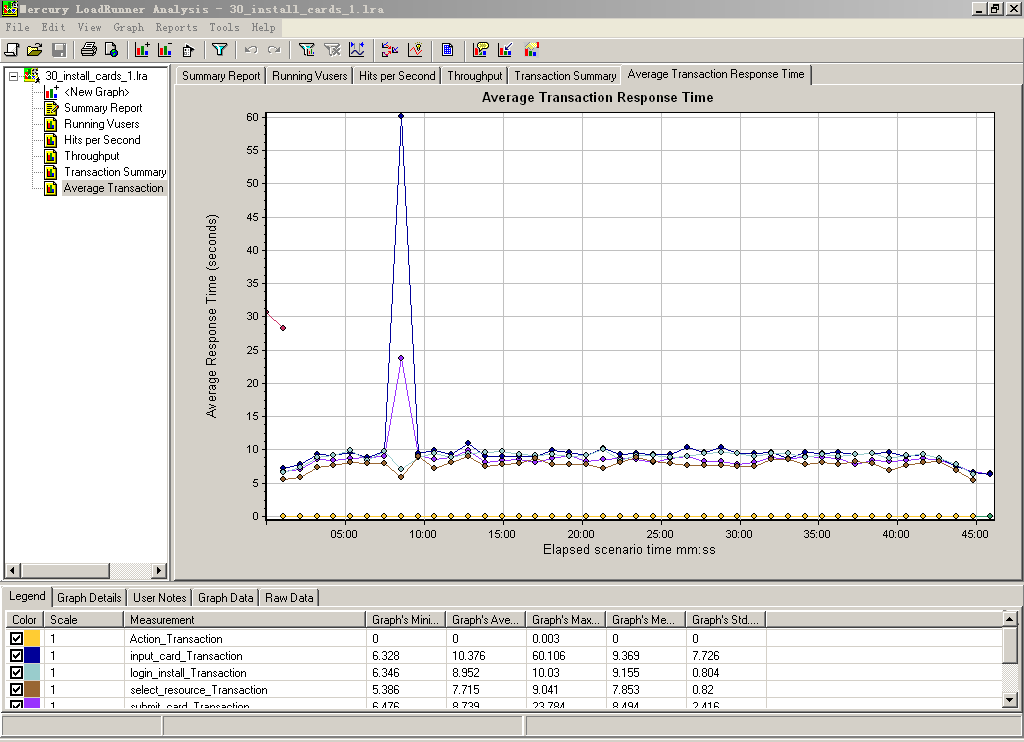 Mercury LoadRunner Analysis - 30_install_cards_1.lra
File Edit View Graph Reports Tools Help
30_install_cards_1.lra
<New Graph>
Summary Report
Running Vusers
Hits per Second
Throughput
Transaction Summary
Average Transaction
Summary Report Running Vusers Hits per Second Throughput Transaction Summary Average Transaction Response Time
Average Transaction Response Time
60
55
50
45
40
35
30
25
20
15
10
5
0
Average Response Time (seconds)
05:00 10:00 15:00 20:00 25:00 30:00 35:00 40:00 45:00
Elapsed scenario time mm:ss
Legend Graph Details User Notes Graph Data Raw Data
Color Scale Measurement Graph's Mini... Graph's Ave... Graph's Max... Graph's Me... Graph's Std....
1 Action_Transaction 0 0 0.003 0 0
1 input_card_Transaction 6.328 10.376 60.106 9.369 7.726
1 login_install_Transaction 6.346 8.952 10.03 9.155 0.804
1 select_resource_Transaction 5.386 7.715 9.041 7.853 0.82
1 submit_card_Transaction 6.476 8.739 23.784 8.494 2.416